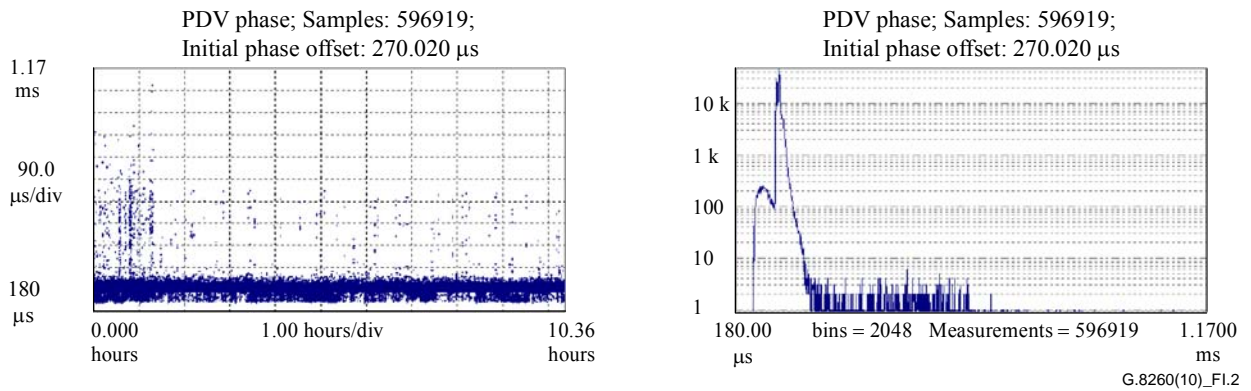 PDV phase; Samples: 596919;
Initial phase offset: 270.020 μs
1.17
ms
90.0
μs/div
180
μs
0.000
hours
1.00 hours/div
10.36
hours
PDV phase; Samples: 596919;
Initial phase offset: 270.020 μs
10 k
1 k
100
10
1
180.00
μs
bins = 2048
Measurements = 596919
1.1700
ms
G.8260(10)_FI.2